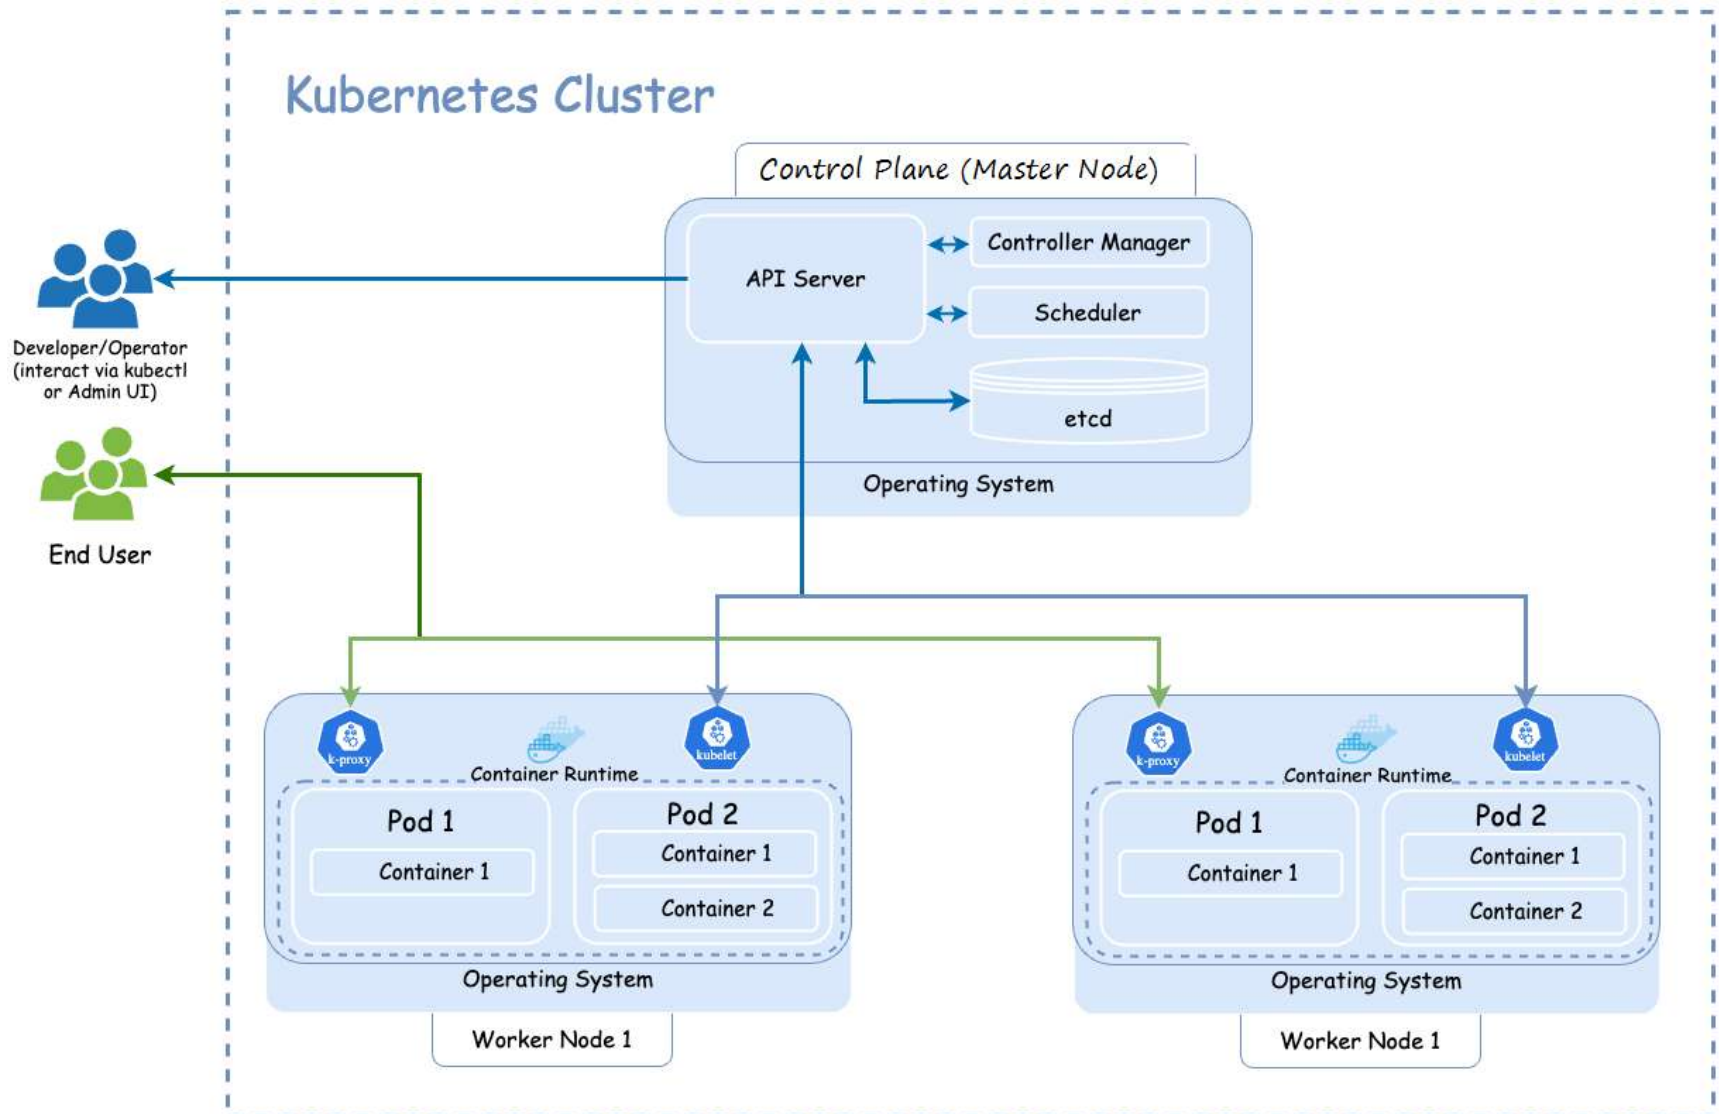 Kubernetes Cluster
Control Plane (Master Node)
API Server
Controller Manager
Scheduler
etcd
Operating System
Developer/Operator
(interact via kubectl
or Admin UI)
End User
k-proxy
Container Runtime
kubelet
Pod 1
Container 1
Pod 2
Container 1
Container 2
Operating System
Worker Node 1
k-proxy
Container Runtime
kubelet
Pod 1
Container 1
Pod 2
Container 1
Container 2
Operating System
Worker Node 1